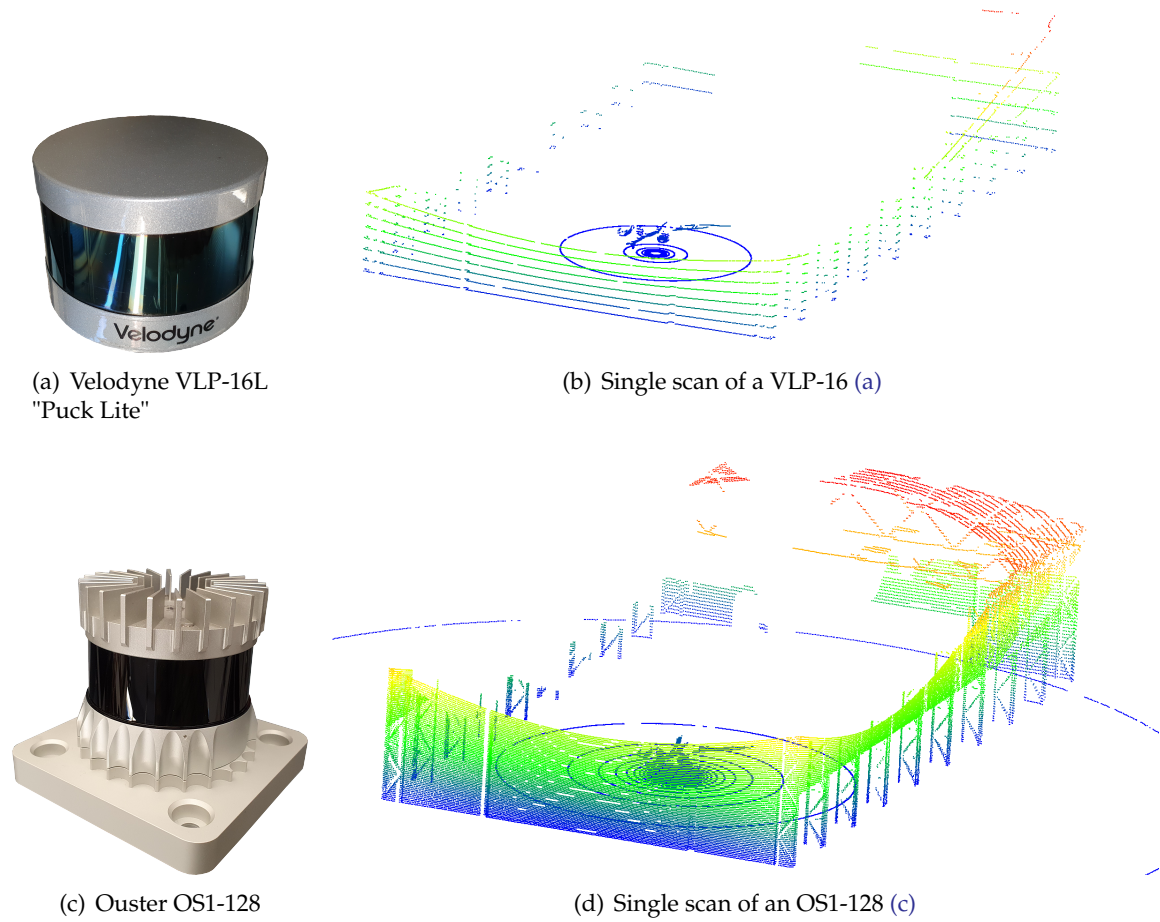 Velodyne
(a) Velodyne VLP-16L
"Puck Lite"
(b) Single scan of a VLP-16 (a)
(c) Ouster OS1-128
(d) Single scan of an OS1-128 (c)